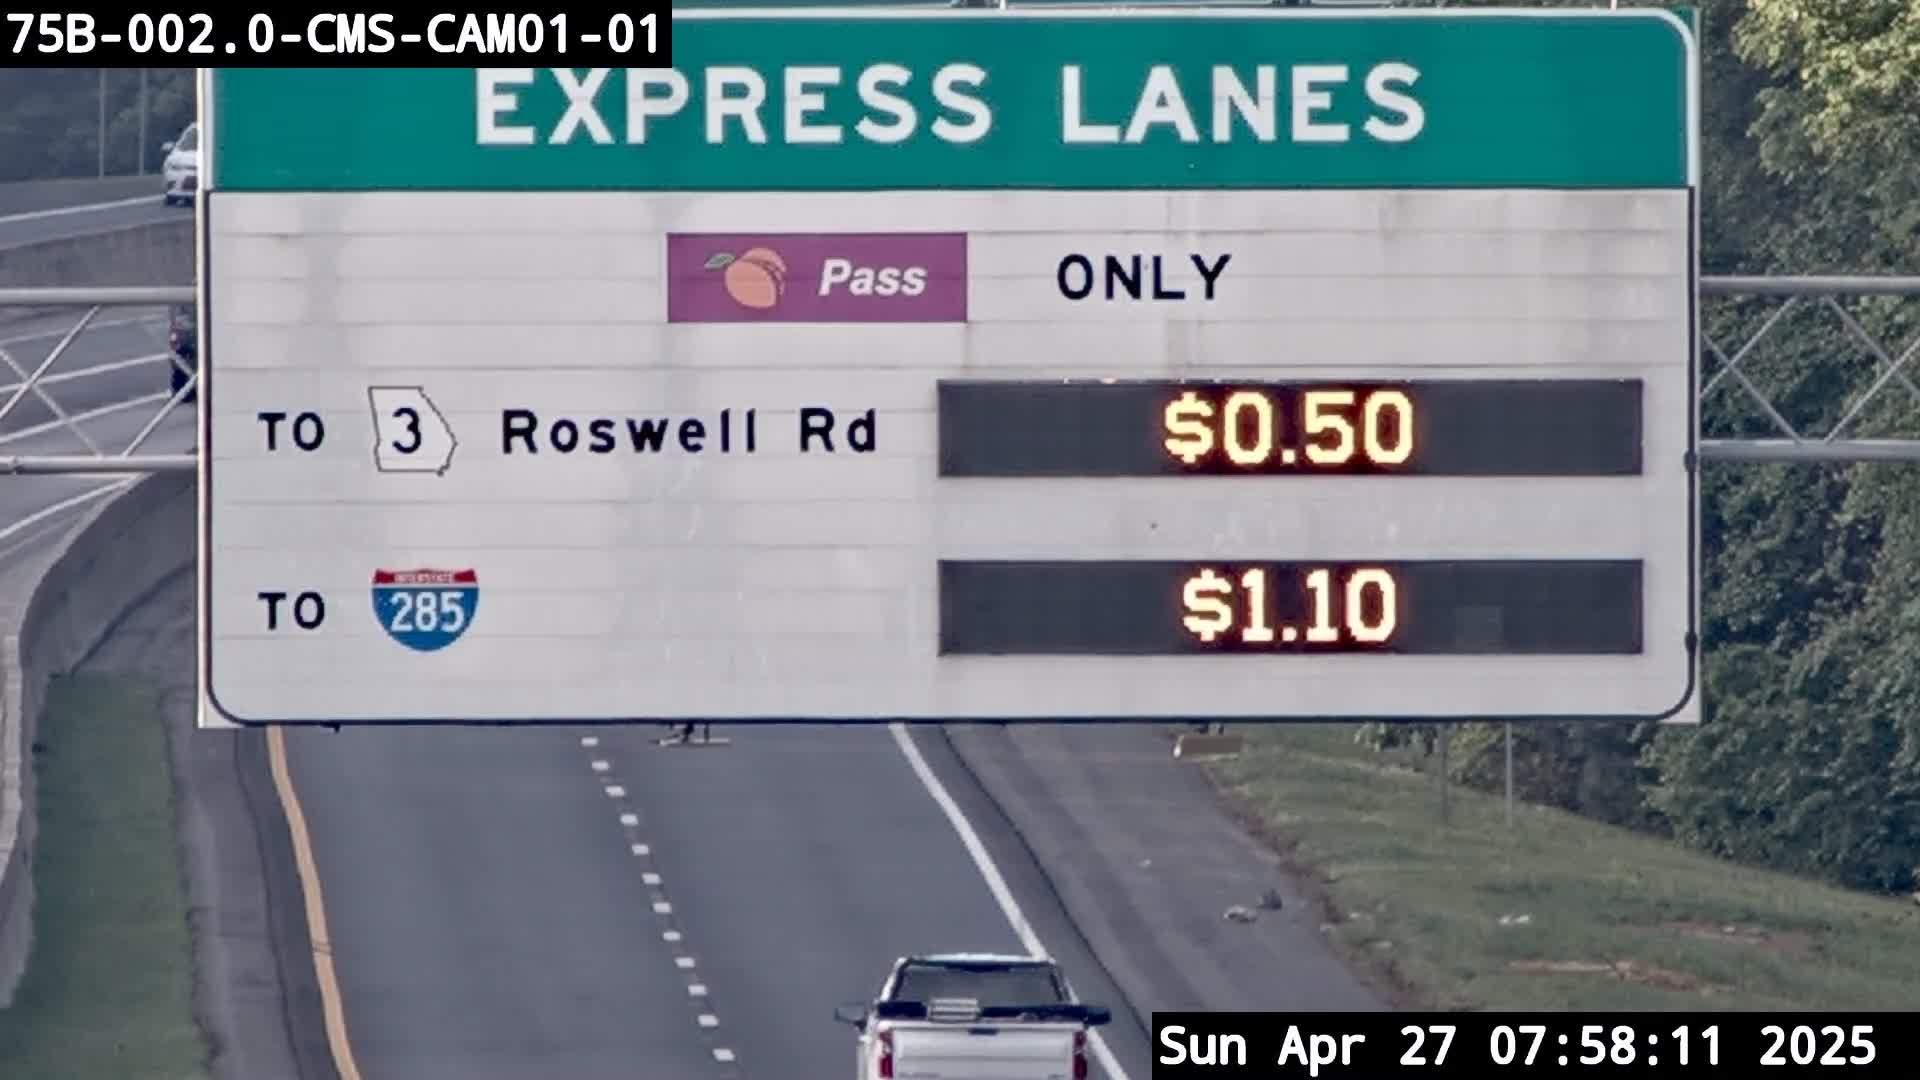 75B-002.0-CMS-CAM01-01
EXPRESS LANES
Pass ONLY
TO 3 Roswell Rd $0.50
TO INTERSTATE 285 $1.10
Sun Apr 27 07:58:11 2025